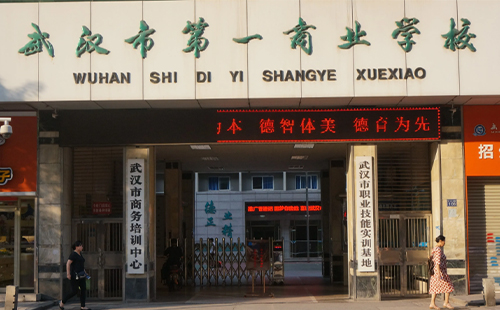 武汉市第一商业学校
WUHAN SHI DI YI SHANGYE XUEXIAO
本 德智体美 德育为先
武汉市商务培训中心
武汉市职业技能实训基地
招